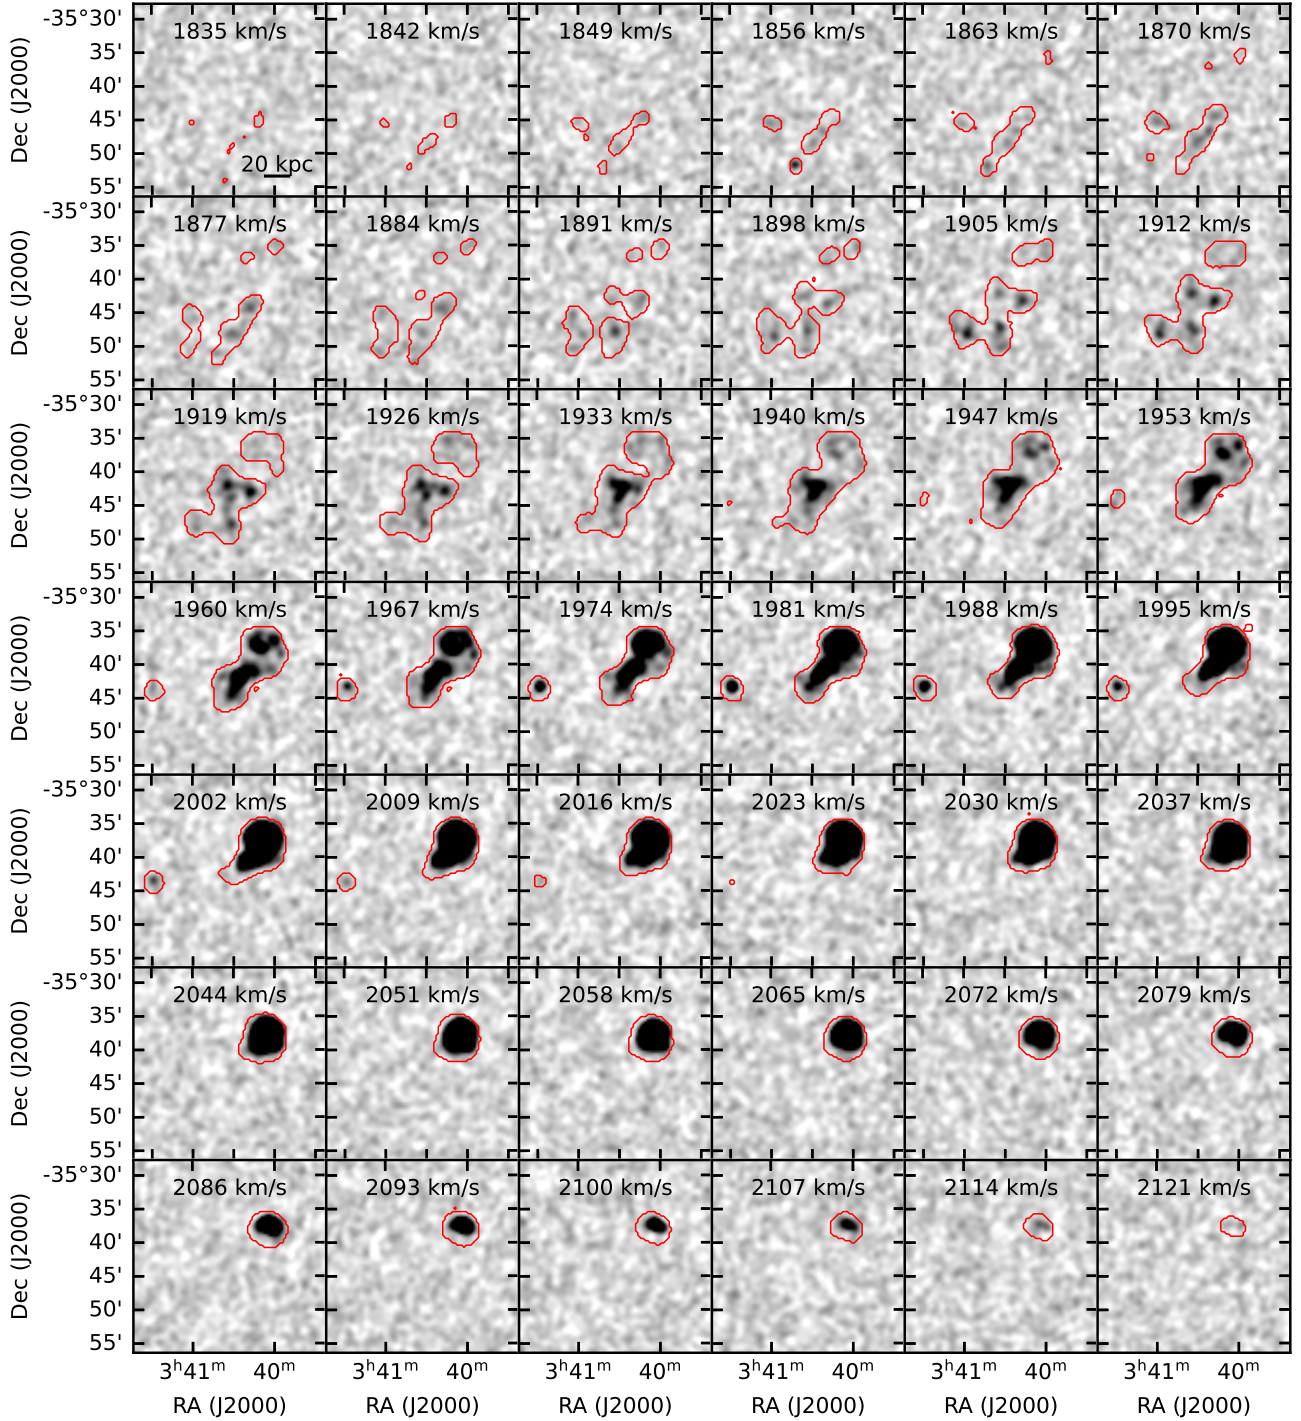 Dec (J2000)
-35°30'
35'
40'
45'
50'
55'
1835 km/s
1842 km/s
1849 km/s
1856 km/s
1863 km/s
1870 km/s
20 kpc
Dec (J2000)
-35°30'
35'
40'
45'
50'
55'
1877 km/s
1884 km/s
1891 km/s
1898 km/s
1905 km/s
1912 km/s
Dec (J2000)
-35°30'
35'
40'
45'
50'
55'
1919 km/s
1926 km/s
1933 km/s
1940 km/s
1947 km/s
1953 km/s
Dec (J2000)
-35°30'
35'
40'
45'
50'
55'
1960 km/s
1967 km/s
1974 km/s
1981 km/s
1988 km/s
1995 km/s
Dec (J2000)
-35°30'
35'
40'
45'
50'
55'
2002 km/s
2009 km/s
2016 km/s
2023 km/s
2030 km/s
2037 km/s
Dec (J2000)
-35°30'
35'
40'
45'
50'
55'
2044 km/s
2051 km/s
2058 km/s
2065 km/s
2072 km/s
2079 km/s
Dec (J2000)
-35°30'
35'
40'
45'
50'
55'
2086 km/s
2093 km/s
2100 km/s
2107 km/s
2114 km/s
2121 km/s
3ʰ41ᵐ 40ᵐ
3ʰ41ᵐ 40ᵐ
3ʰ41ᵐ 40ᵐ
3ʰ41ᵐ 40ᵐ
3ʰ41ᵐ 40ᵐ
3ʰ41ᵐ 40ᵐ
RA (J2000)
RA (J2000)
RA (J2000)
RA (J2000)
RA (J2000)
RA (J2000)